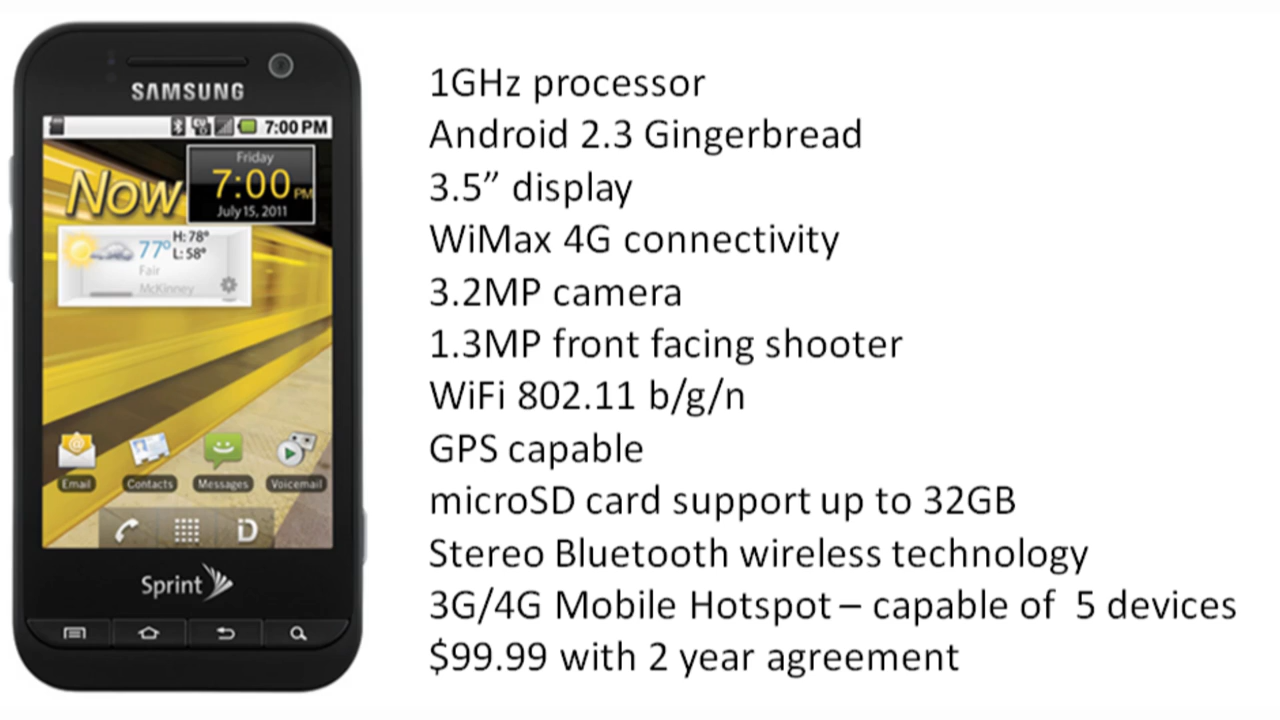 SAMSUNG
7:00 PM
Now
Friday
7:00 PM
July 15, 2011
77°
H: 78°
L: 58°
Fair
McKinney
Email
Contacts
Messages
Voicemail
Sprint
1GHz processor
Android 2.3 Gingerbread
3.5” display
WiMax 4G connectivity
3.2MP camera
1.3MP front facing shooter
WiFi 802.11 b/g/n
GPS capable
microSD card support up to 32GB
Stereo Bluetooth wireless technology
3G/4G Mobile Hotspot – capable of 5 devices
$99.99 with 2 year agreement